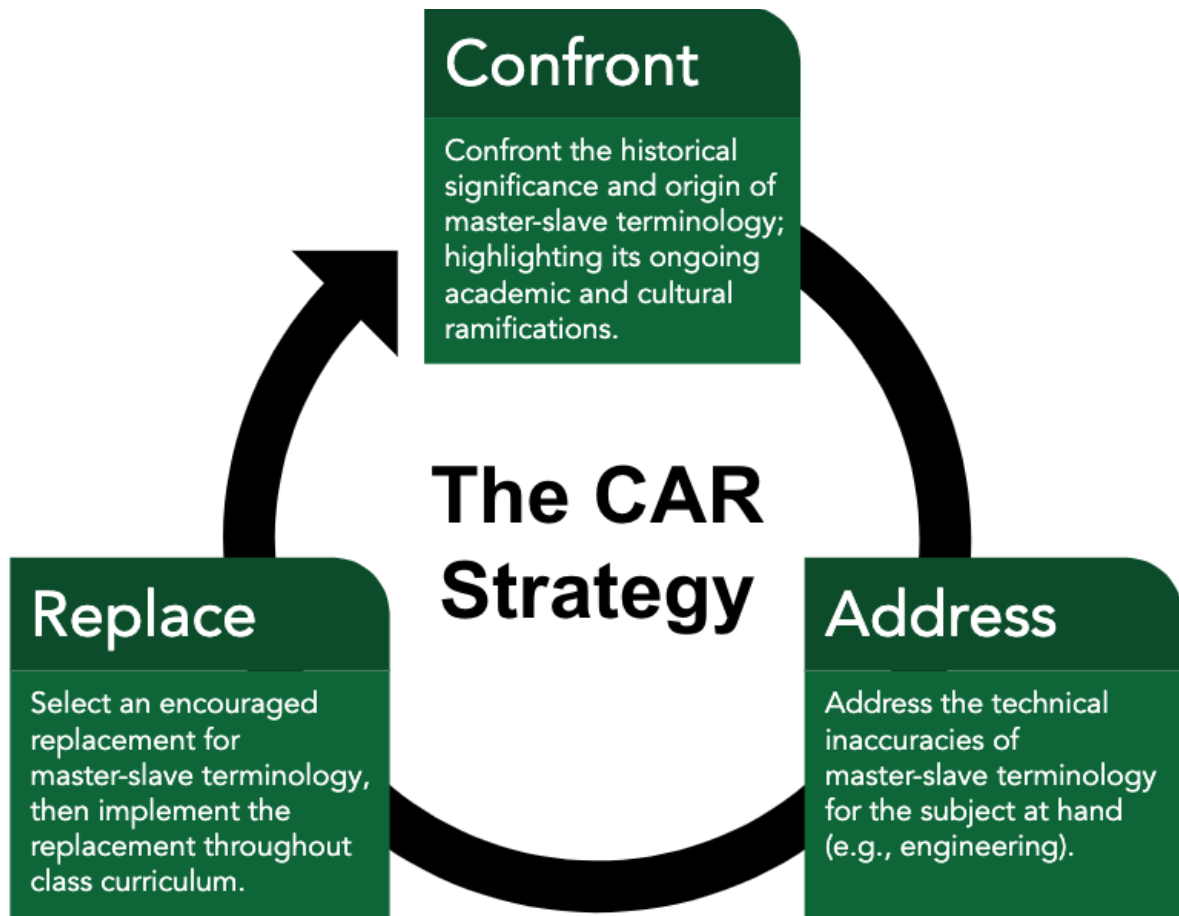 Confront
Confront the historical
significance and origin of
master-slave terminology;
highlighting its ongoing
academic and cultural
ramifications.
The CAR
Strategy
Replace
Select an encouraged
replacement for
master-slave terminology,
then implement the
replacement throughout
class curriculum.
Address
Address the technical
inaccuracies of
master-slave terminology
for the subject at hand
(e.g., engineering).